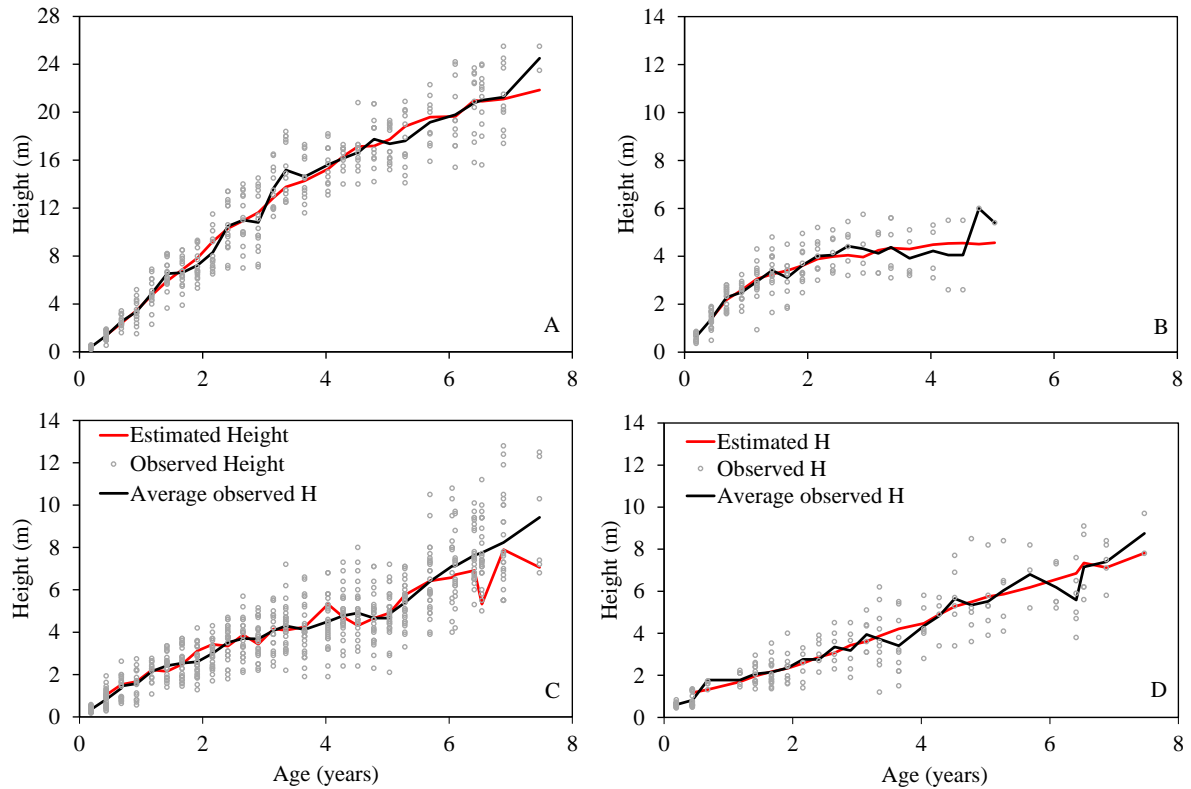 28
24
20
16
12
8
4
0
Height (m)
0 2 4 6 8
A
14
12
10
8
6
4
2
0
Height (m)
0 2 4 6 8
B
14
12
10
8
6
4
2
0
Height (m)
Estimated Height
Observed Height
Average observed H
0 2 4 6 8
Age (years)
C
14
12
10
8
6
4
2
0
Height (m)
Estimated H
Observed H
Average observed H
0 2 4 6 8
Age (years)
D